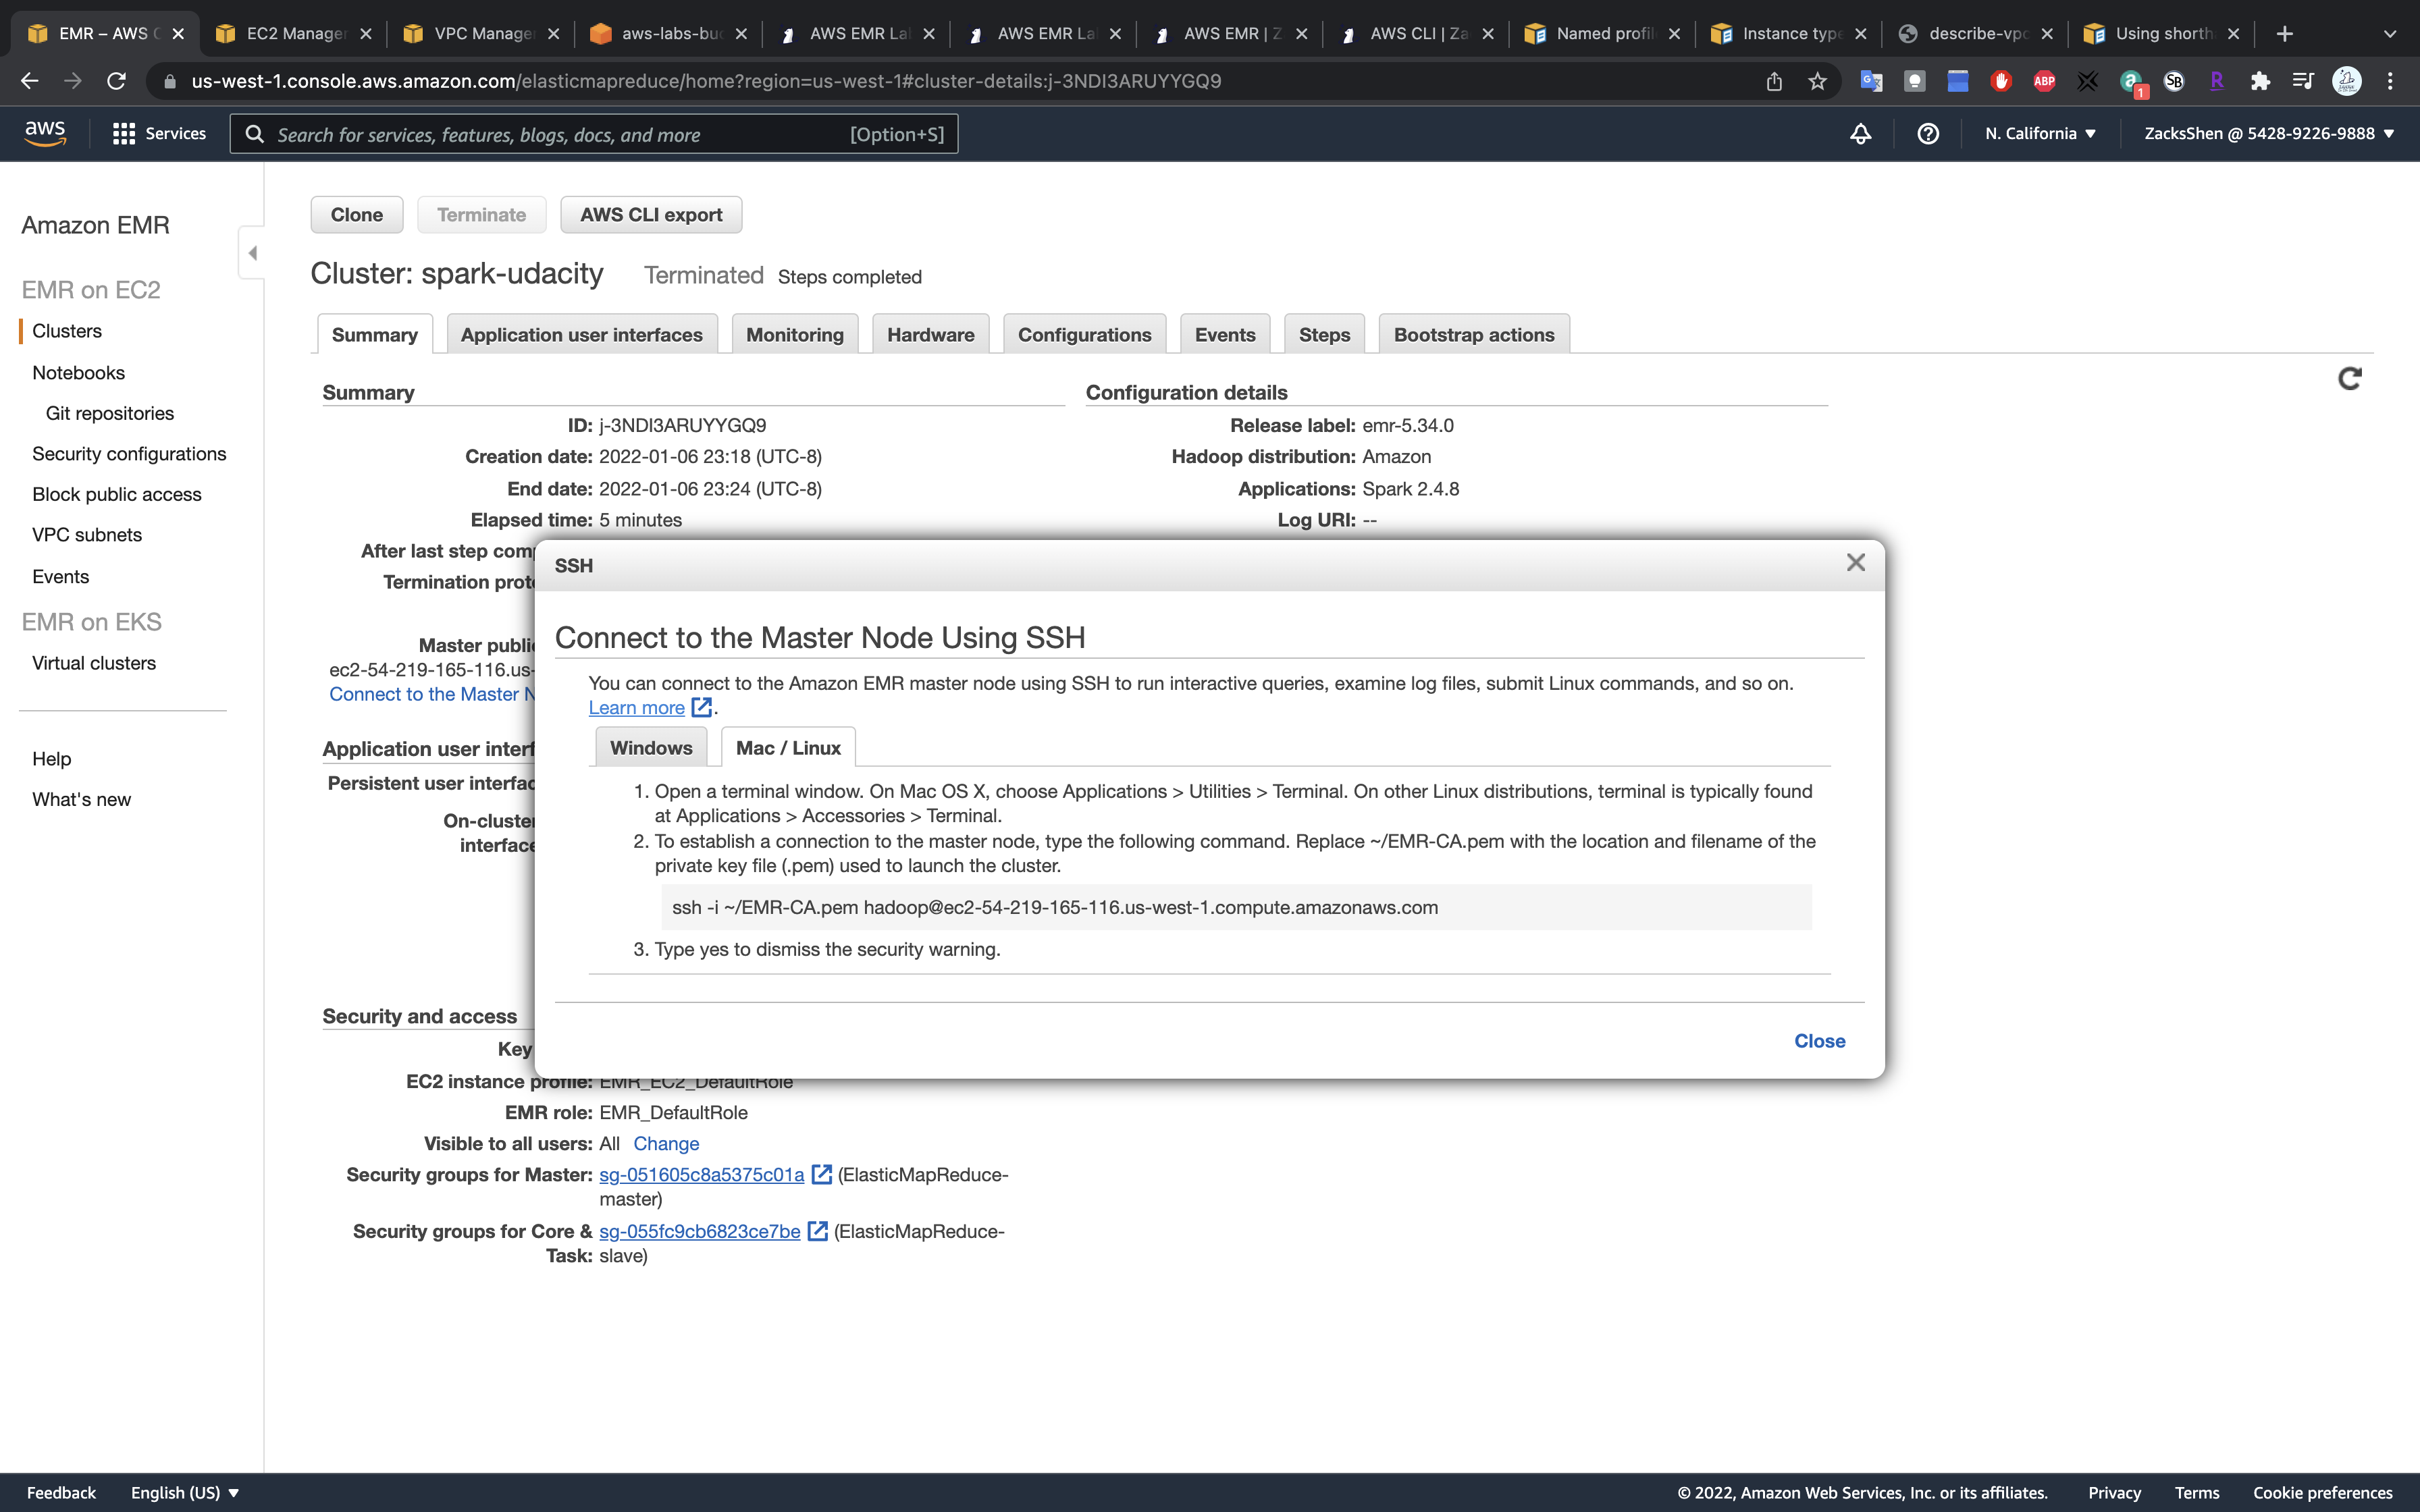 EMR – AWS C
EC2 Manager
VPC Manage
aws-labs-buc
AWS EMR La
AWS EMR La
AWS EMR | Z
AWS CLI | Za
Named profil
Instance type
describe-vpc
Using shorth
us-west-1.console.aws.amazon.com/elasticmapreduce/home?region=us-west-1#cluster-details:j-3NDI3ARUYYGQ9
ABP
1
SB
R
aws
Services
Search for services, features, blogs, docs, and more
[Option+S]
N. California ▼
ZacksShen @ 5428-9226-9888 ▼
Amazon EMR
EMR on EC2
Clusters
Notebooks
Git repositories
Security configurations
Block public access
VPC subnets
Events
EMR on EKS
Virtual clusters
Help
What's new
Clone
Terminate
AWS CLI export
Cluster: spark-udacity Terminated Steps completed
Summary
Application user interfaces
Monitoring
Hardware
Configurations
Events
Steps
Bootstrap actions
Summary
ID: j-3NDI3ARUYYGQ9
Creation date: 2022-01-06 23:18 (UTC-8)
End date: 2022-01-06 23:24 (UTC-8)
Elapsed time: 5 minutes
After last step com
Termination prot
Master publi
ec2-54-219-165-116.us-
Connect to the Master N
Configuration details
Release label: emr-5.34.0
Hadoop distribution: Amazon
Applications: Spark 2.4.8
Log URI: --
Application user interf
Persistent user interfac
On-cluster
interface
SSH
Connect to the Master Node Using SSH
You can connect to the Amazon EMR master node using SSH to run interactive queries, examine log files, submit Linux commands, and so on.
Learn more .
Windows
Mac / Linux
1. Open a terminal window. On Mac OS X, choose Applications > Utilities > Terminal. On other Linux distributions, terminal is typically found
at Applications > Accessories > Terminal.
2. To establish a connection to the master node, type the following command. Replace ~/EMR-CA.pem with the location and filename of the
private key file (.pem) used to launch the cluster.
ssh -i ~/EMR-CA.pem hadoop@ec2-54-219-165-116.us-west-1.compute.amazonaws.com
3. Type yes to dismiss the security warning.
Close
Security and access
Key
EC2 instance profile: EMR_EC2_DefaultRole
EMR role: EMR_DefaultRole
Visible to all users: All Change
Security groups for Master: sg-051605c8a5375c01a (ElasticMapReduce-
master)
Security groups for Core & sg-055fc9cb6823ce7be (ElasticMapReduce-
Task: slave)
Feedback
English (US) ▼
© 2022, Amazon Web Services, Inc. or its affiliates.
Privacy
Terms
Cookie preferences